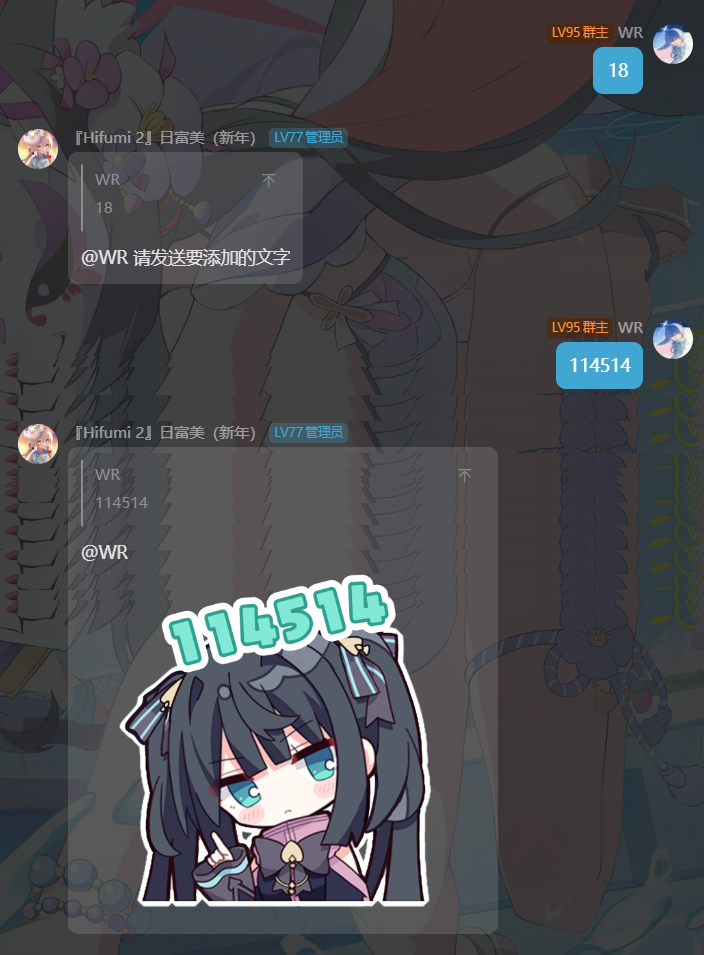 LV95 群主 WR
18
『Hifumi 2』日富美（新年） LV77 管理员
WR
18
@WR 请发送要添加的文字
LV95 群主 WR
114514
『Hifumi 2』日富美（新年） LV77 管理员
WR
114514
@WR
114514